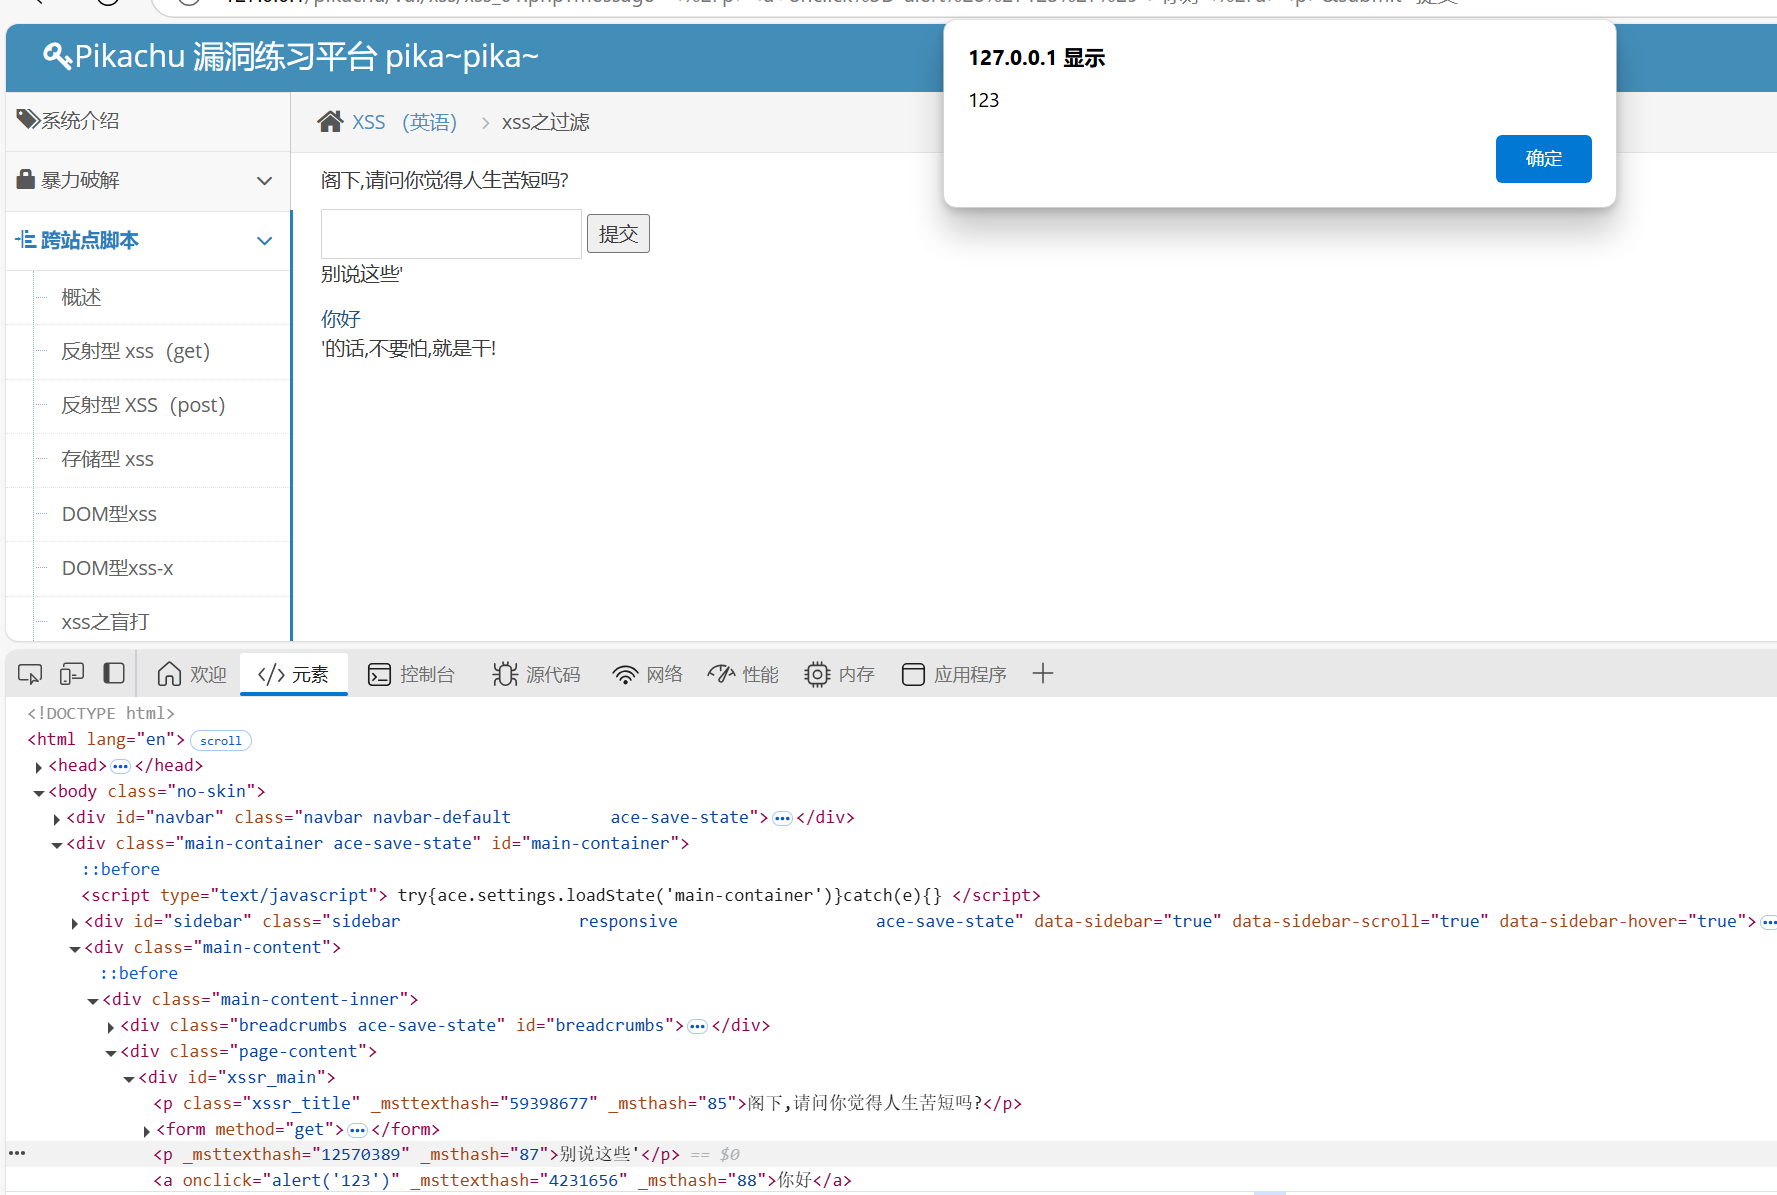 Pikachu 漏洞练习平台 pika~pika~
127.0.0.1 显示
123
确定
系统介绍
暴力破解
跨站点脚本
概述
反射型 xss（get）
反射型 XSS（post）
存储型 xss
DOM型xss
DOM型xss-x
xss之盲打
XSS （英语） > xss之过滤
阁下,请问你觉得人生苦短吗?
提交
别说这些'
你好
'的话,不要怕,就是干!
欢迎 </> 元素 控制台 源代码 网络 性能 内存 应用程序
<!DOCTYPE html>
<html lang="en"> scroll
<head> ••• </head>
<body class="no-skin">
<div id="navbar" class="navbar navbar-default ace-save-state"> ••• </div>
<div class="main-container ace-save-state" id="main-container">
::before
<script type="text/javascript"> try{ace.settings.loadState('main-container')}catch(e){} </script>
<div id="sidebar" class="sidebar responsive ace-save-state" data-sidebar="true" data-sidebar-scroll="true" data-sidebar-hover="true"> •••
<div class="main-content">
::before
<div class="main-content-inner">
<div class="breadcrumbs ace-save-state" id="breadcrumbs"> ••• </div>
<div class="page-content">
<div id="xssr_main">
<p class="xssr_title" _msttexthash="59398677" _msthash="85">阁下,请问你觉得人生苦短吗?</p>
<form method="get"> ••• </form>
<p _msttexthash="12570389" _msthash="87">别说这些'</p> == $0
<a onclick="alert('123')" _msttexthash="4231656" _msthash="88">你好</a>